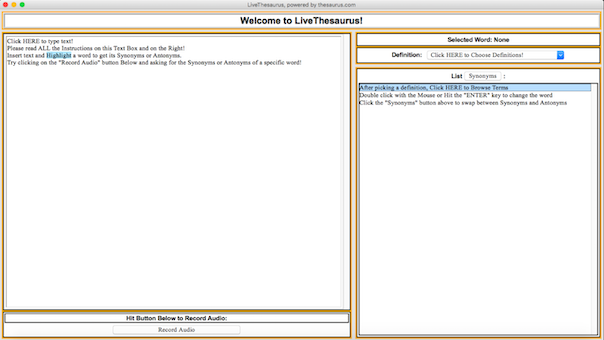 LiveThesaurus, powered by thesaurus.com
Welcome to LiveThesaurus!
Click HERE to type text!
Please read ALL the Instructions on this Text Box and on the Right!
Insert text and Highlight a word to get its Synonyms or Antonyms.
Try clicking on the "Record Audio" button Below and asking for the Synonyms or Antonyms of a specific word!
Hit Button Below to Record Audio:
Record Audio
Selected Word: None
Definition: Click HERE to Choose Definitions!
List Synonyms :
After picking a definition, Click HERE to Browse Terms
Double click with the Mouse or Hit the "ENTER" key to change the word
Click the "Synonyms" button above to swap between Synonyms and Antonyms